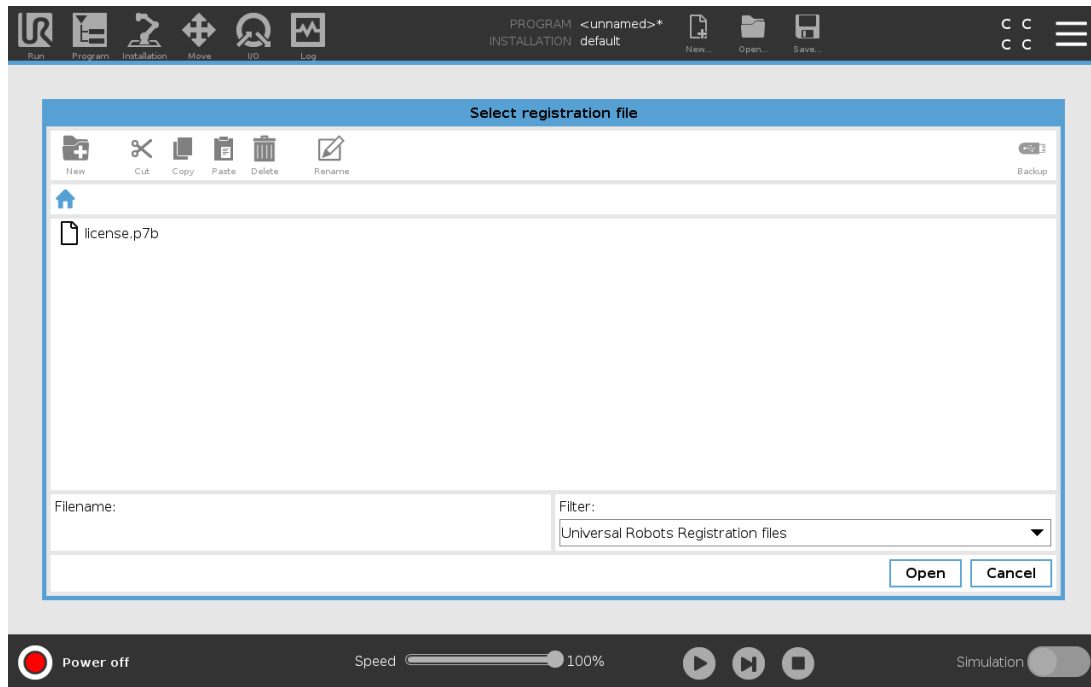 PROGRAM <unnamed>*
INSTALLATION default
C C
C C
Run Program Installation Move I/O Log
New... Open... Save...
Select registration file
New Cut Copy Paste Delete Rename Backup
license.p7b
Filename:
Filter:
Universal Robots Registration files
Open Cancel
Power off
Speed 100%
Simulation